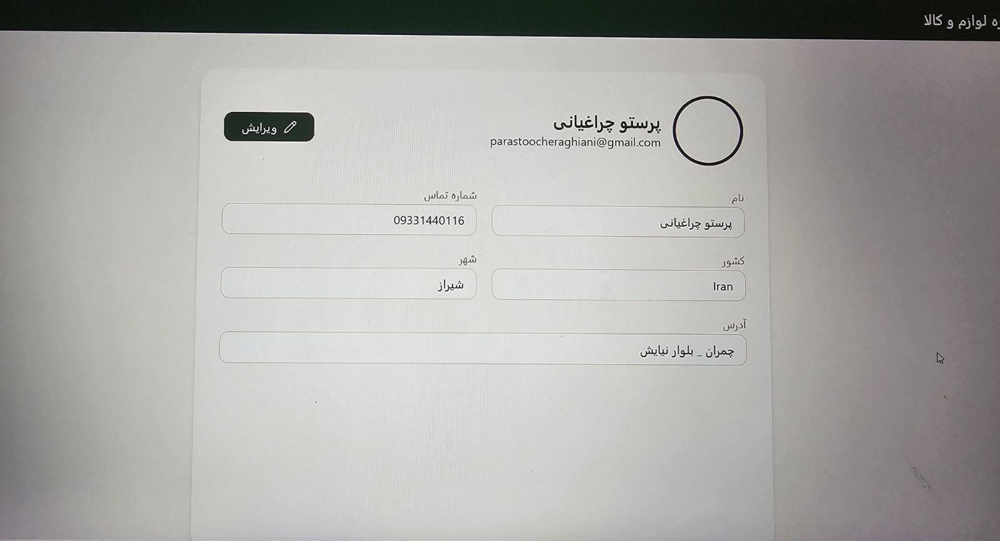 لوازم و کالا
پرستو چراغیانی
parastoocheraghiani@gmail.com
ویرایش
نام
شماره تماس
پرستو چراغیانی
09331440116
کشور
شهر
Iran
شیراز
آدرس
چمران _ بلوار نیایش